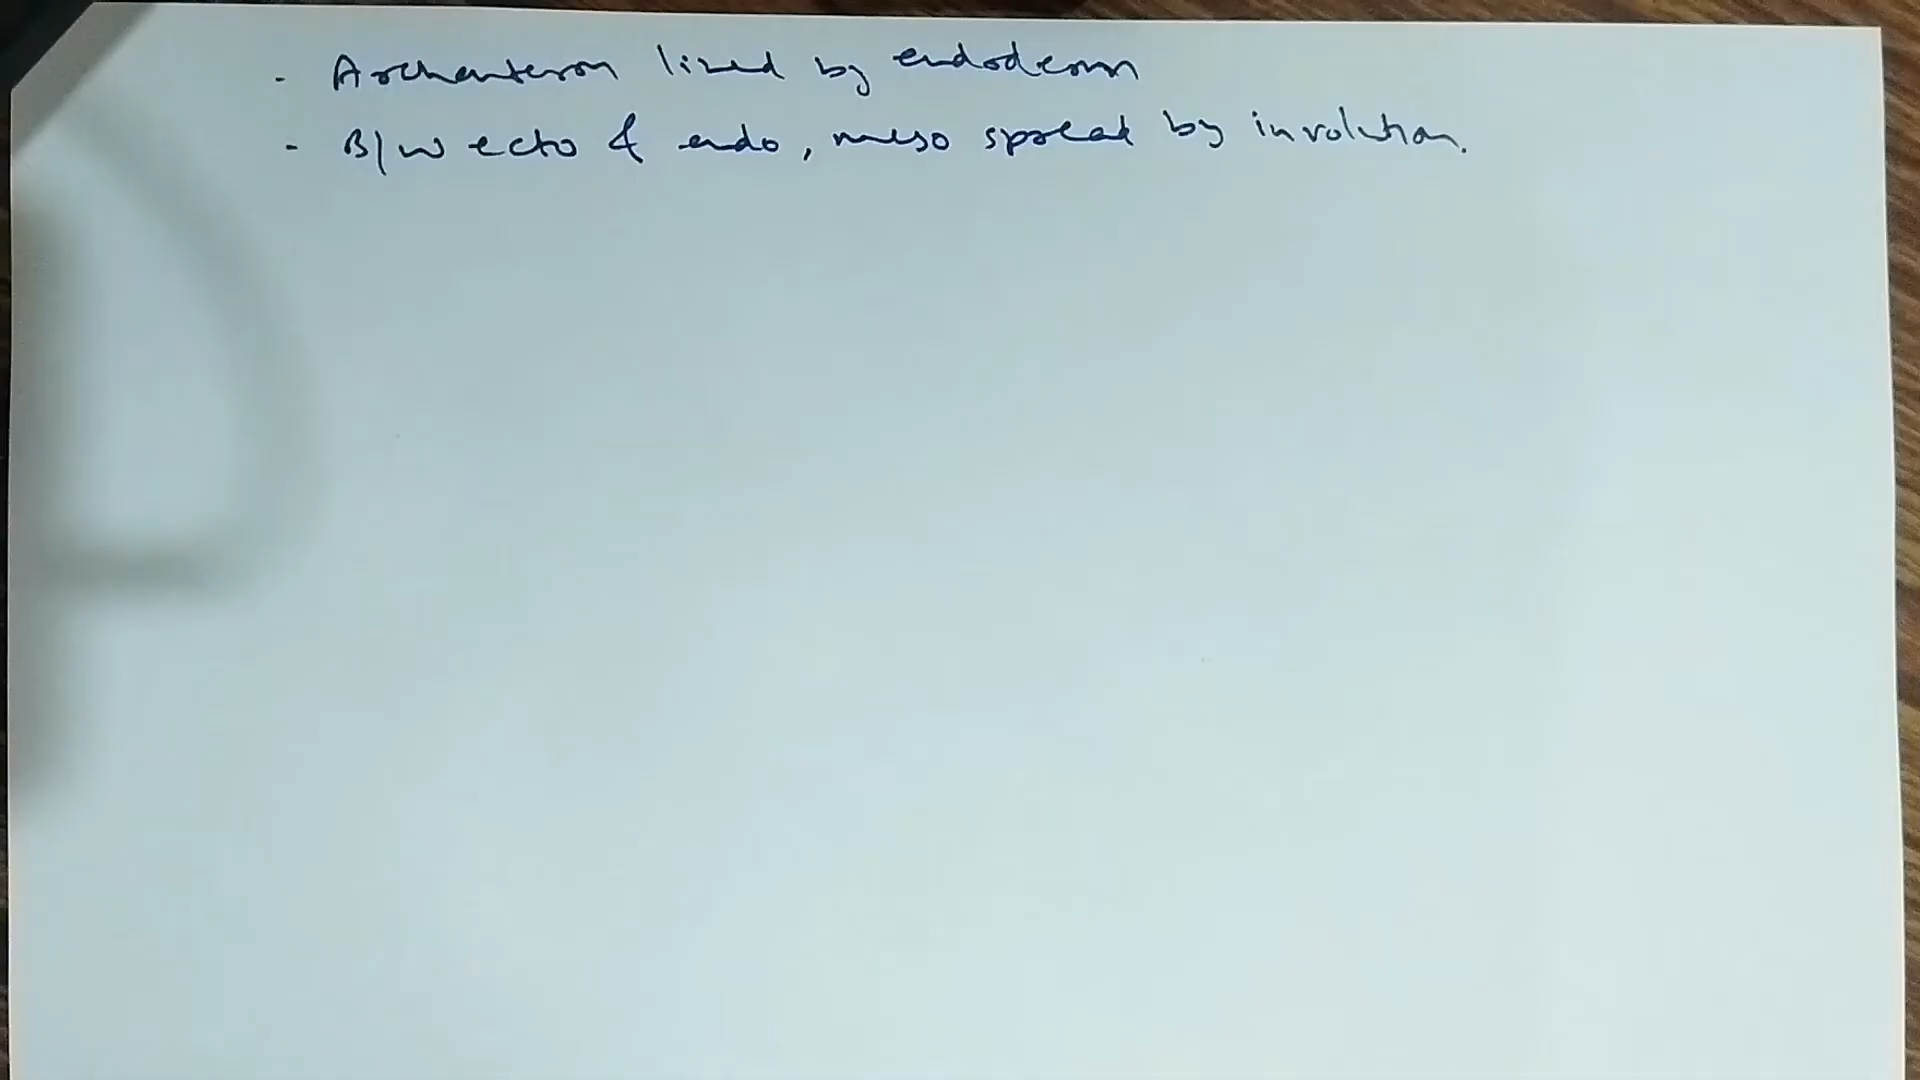 - Archenteron lined by endoderm
- B/w ecto & endo, meso spread by involution.